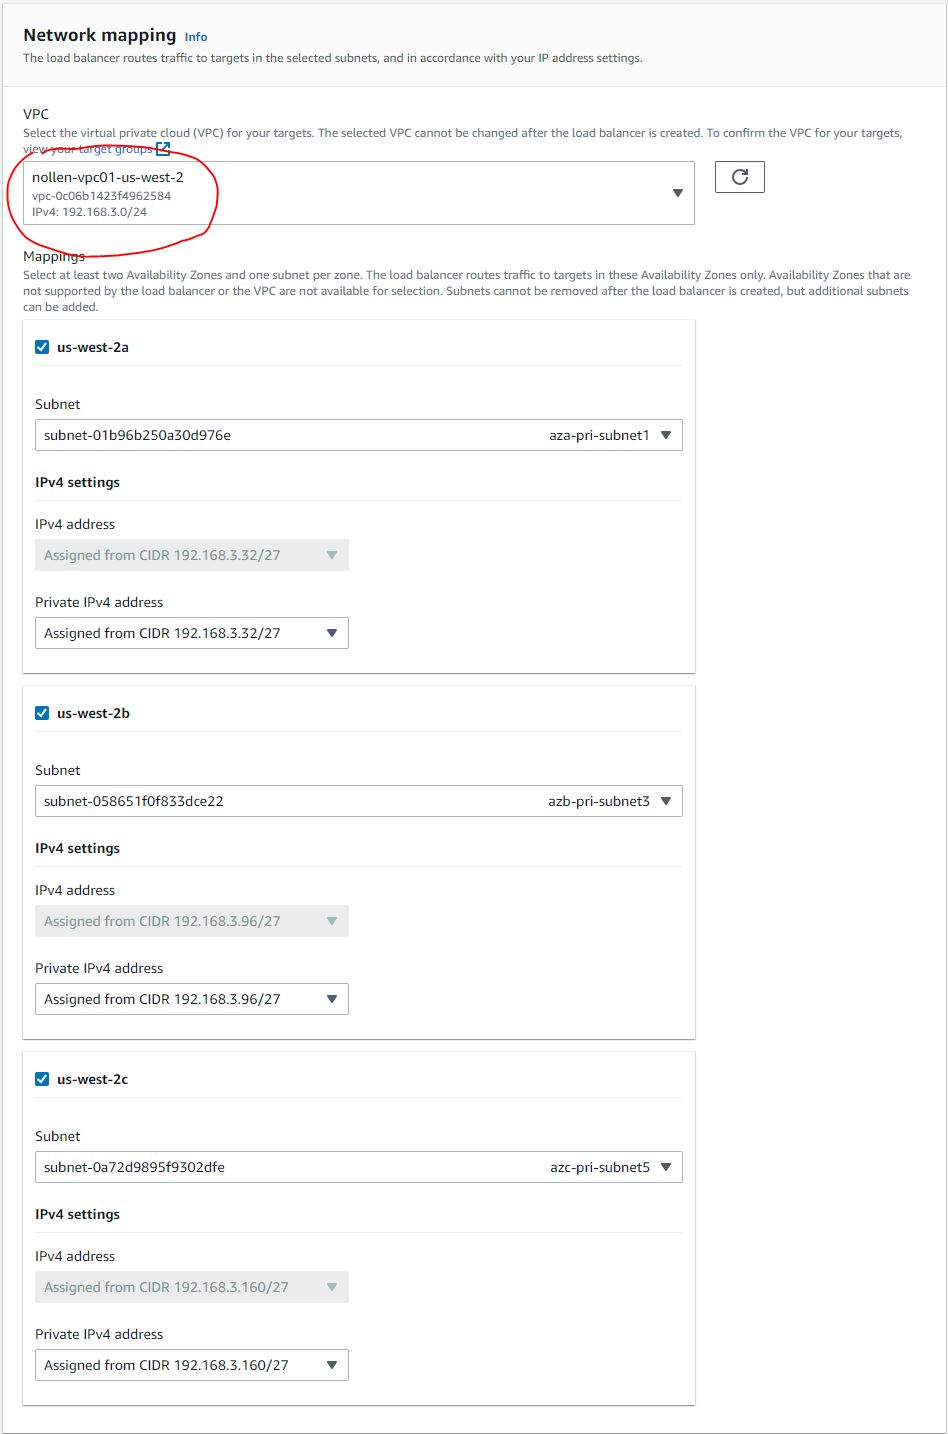 Network mapping Info
The load balancer routes traffic to targets in the selected subnets, and in accordance with your IP address settings.
VPC
Select the virtual private cloud (VPC) for your targets. The selected VPC cannot be changed after the load balancer is created. To confirm the VPC for your targets,
view your target groups
nollen-vpc01-us-west-2
vpc-0c06b1423f4962584
IPv4: 192.168.3.0/24
Mappings
Select at least two Availability Zones and one subnet per zone. The load balancer routes traffic to targets in these Availability Zones only. Availability Zones that are
not supported by the load balancer or the VPC are not available for selection. Subnets cannot be removed after the load balancer is created, but additional subnets
can be added.
us-west-2a
Subnet
subnet-01b96b250a30d976e aza-pri-subnet1
IPv4 settings
IPv4 address
Assigned from CIDR 192.168.3.32/27
Private IPv4 address
Assigned from CIDR 192.168.3.32/27
us-west-2b
Subnet
subnet-058651f0f833dce22 azb-pri-subnet3
IPv4 settings
IPv4 address
Assigned from CIDR 192.168.3.96/27
Private IPv4 address
Assigned from CIDR 192.168.3.96/27
us-west-2c
Subnet
subnet-0a72d9895f9302dfe azc-pri-subnet5
IPv4 settings
IPv4 address
Assigned from CIDR 192.168.3.160/27
Private IPv4 address
Assigned from CIDR 192.168.3.160/27